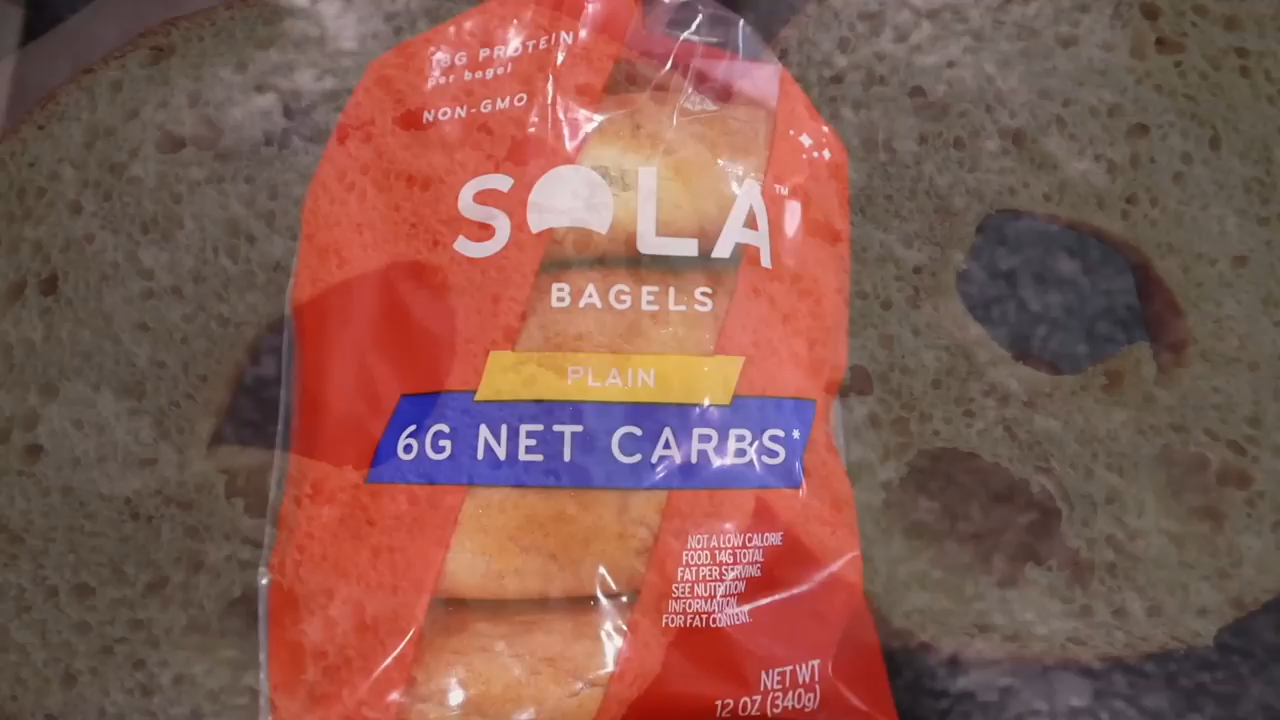 18G PROTEIN
per bagel
NON-GMO
SOLA™
BAGELS
PLAIN
6G NET CARBS*
NOT A LOW CALORIE
FOOD. 14G TOTAL
FAT PER SERVING.
SEE NUTRITION
INFORMATION
FOR FAT CONTENT.
NET WT
12 OZ (340g)